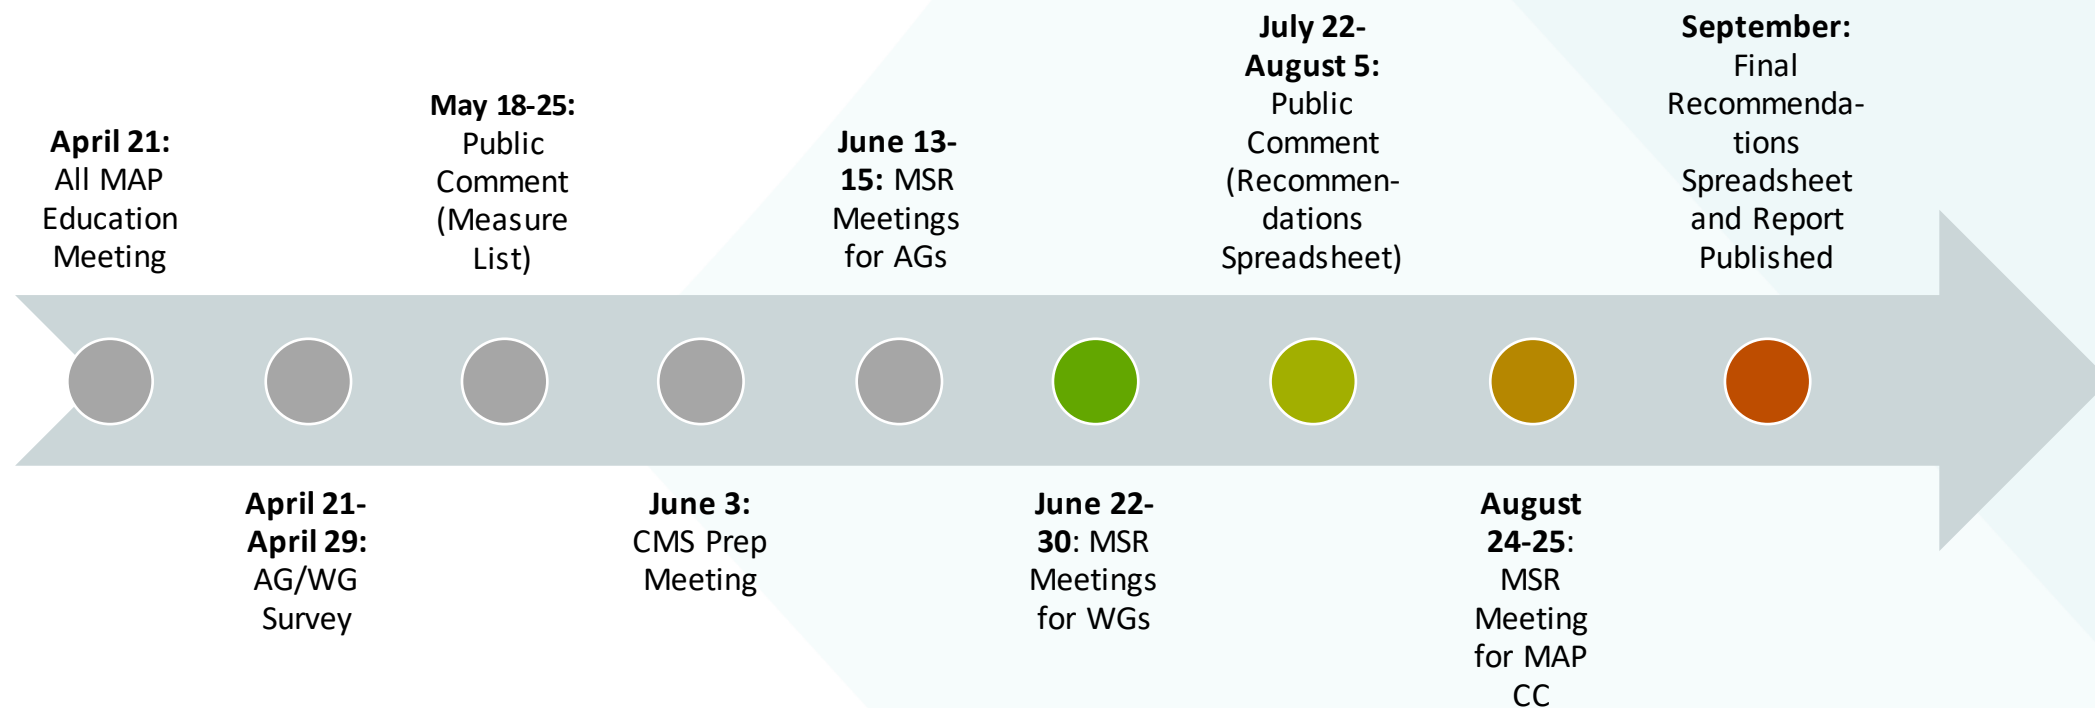 April 21:
All MAP
Education
Meeting
April 21-
April 29:
AG/WG
Survey
May 18-25:
Public
Comment
(Measure
List)
June 3:
CMS Prep
Meeting
June 13-
15: MSR
Meetings
for AGs
June 22-
30: MSR
Meetings
for WGs
July 22-
August 5:
Public
Comment
(Recommen-
dations
Spreadsheet)
August
24-25:
MSR
Meeting
for MAP
CC
September:
Final
Recommenda-
tions
Spreadsheet
and Report
Published